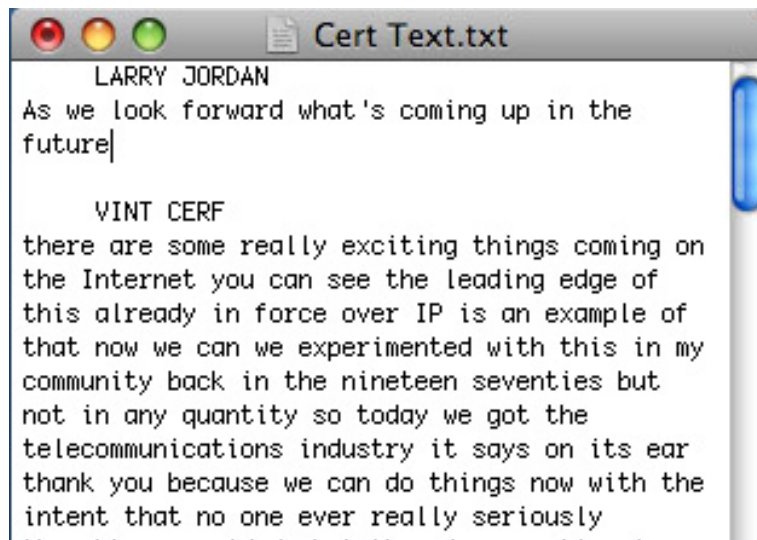 Cert Text.txt
LARRY JORDAN
As we look forward what's coming up in the
future
VINT CERF
there are some really exciting things coming on
the Internet you can see the leading edge of
this already in force over IP is an example of
that now we can we experimented with this in my
community back in the nineteen seventies but
not in any quantity so today we got the
telecommunications industry it says on its ear
thank you because we can do things now with the
intent that no one ever really seriously